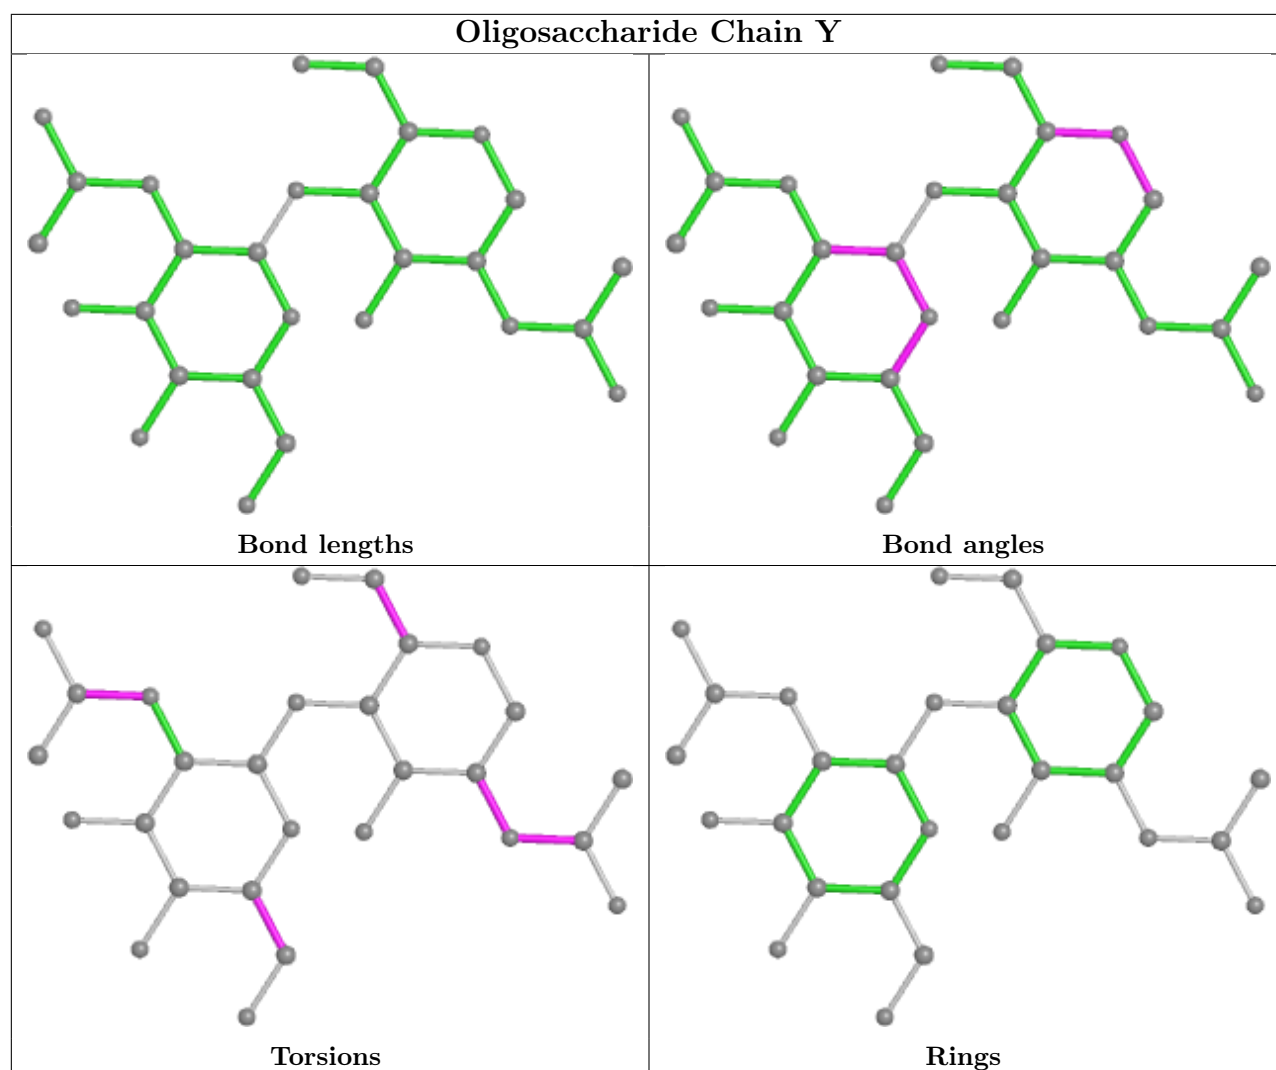 Oligosaccharide Chain Y
Bond lengths
Bond angles
Torsions
Rings